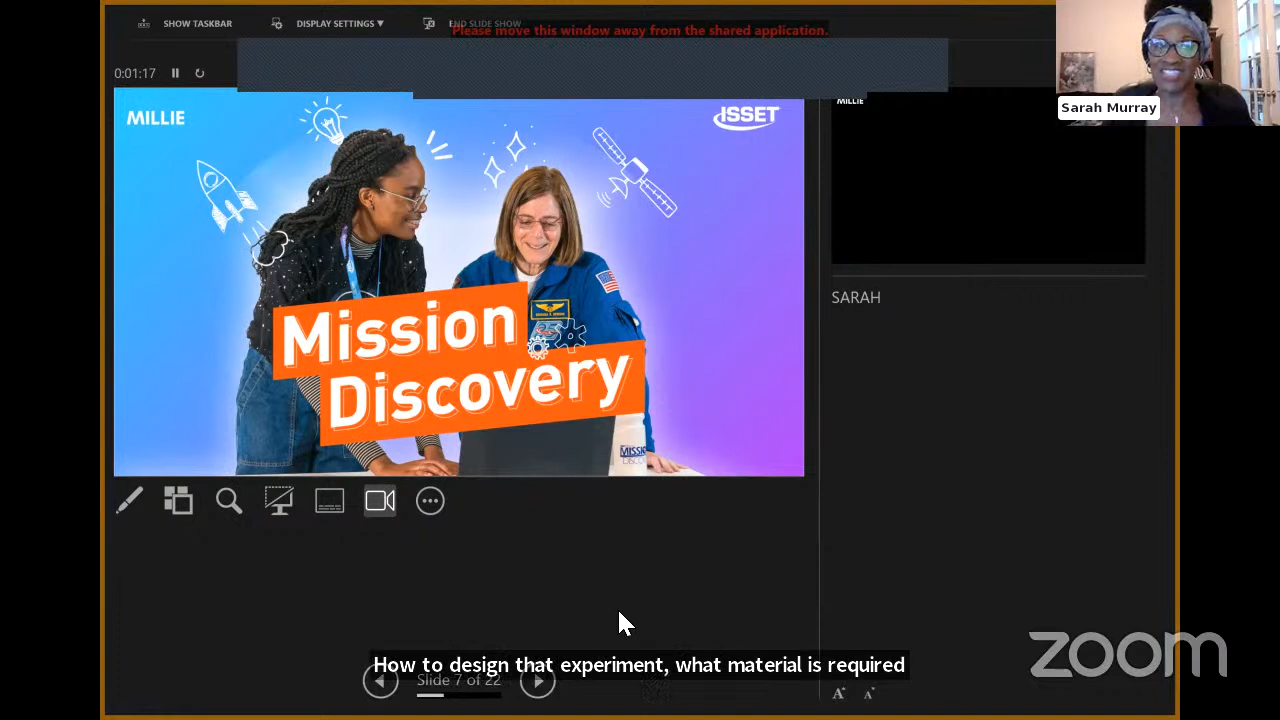 SHOW TASKBAR
DISPLAY SETTINGS ▼
END SLIDE SHOW
Please move this window away from the shared application.
0:01:17
MILLIE
ISSET
Mission
Discovery
MILLIE
SARAH
Sarah Murray
How to design that experiment, what material is required
Slide 7 of 22
A
A
zoom